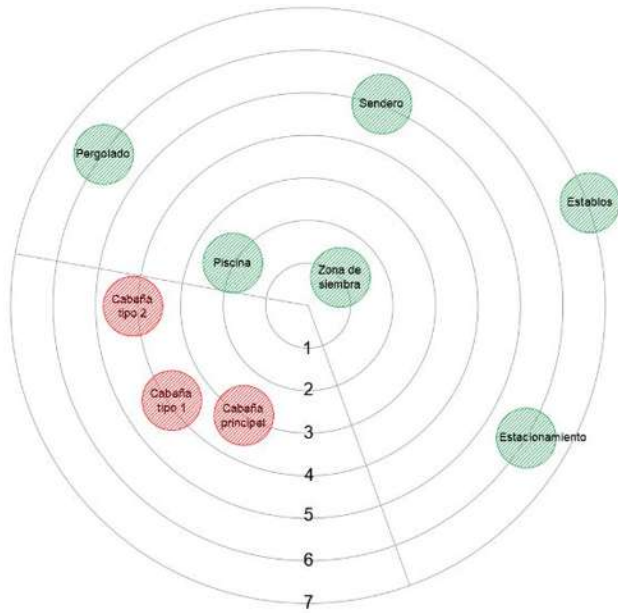 Sendero
Pergolado
Establos
Piscina
Zona de
siembra
Cabaña
tipo 2
1
2
Cabaña
tipo 1
Cabaña
principel
3
Estacionamiento
4
5
6
7